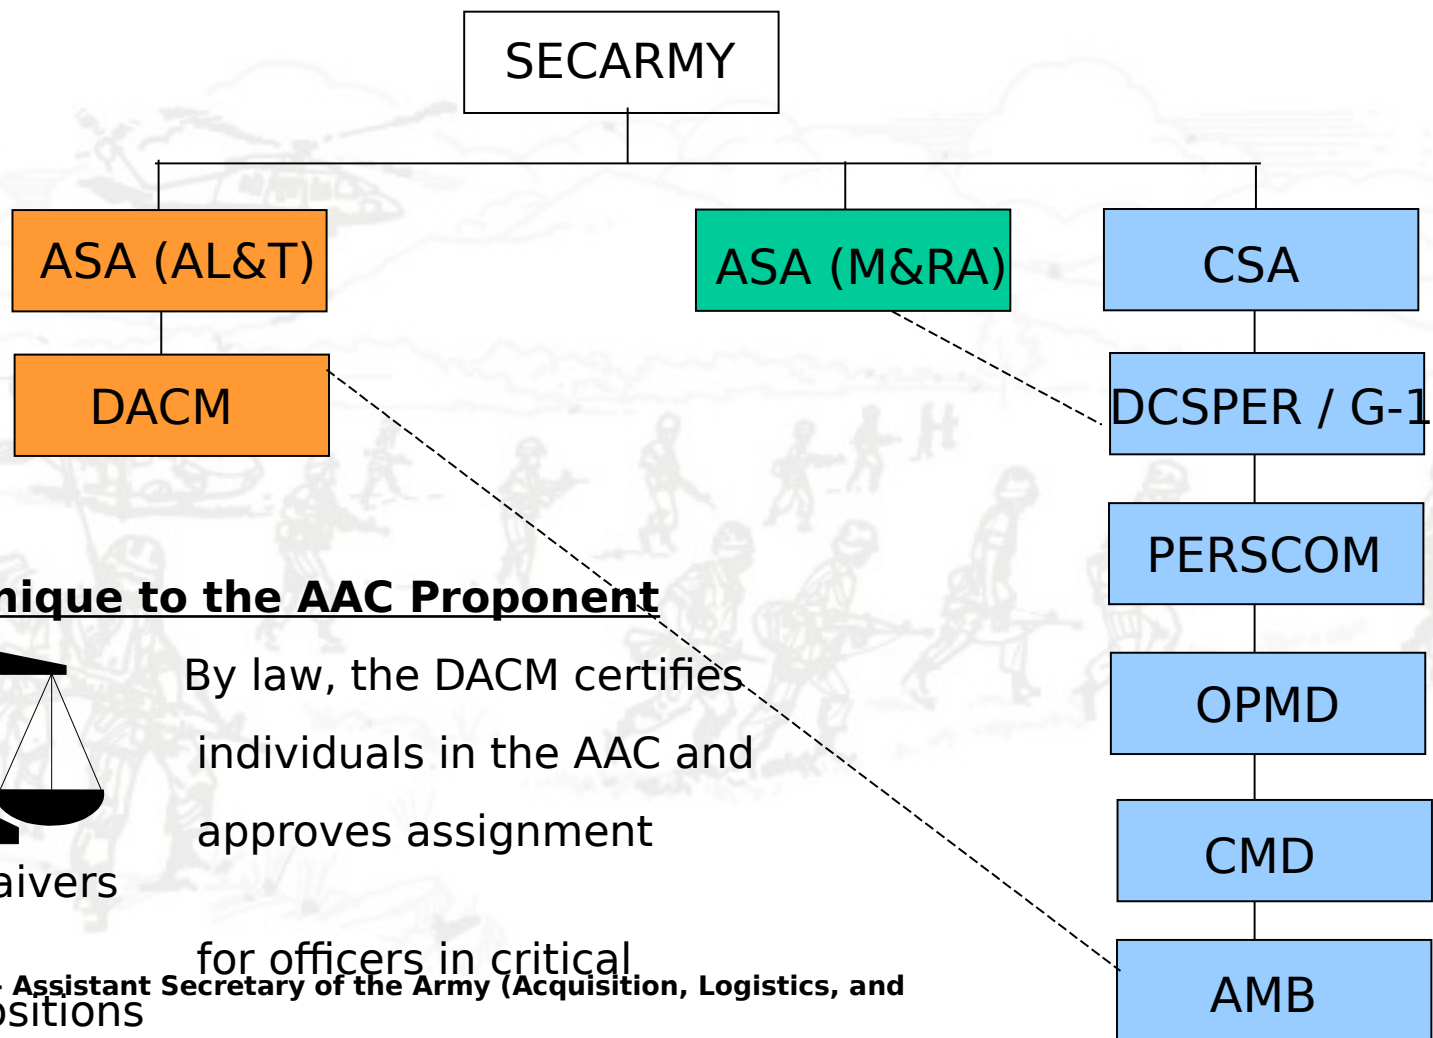 SECARMY
ASA (AL&T)
ASA (M&RA)
CSA
DACM
DCSPER / G-1
PERSCOM
nique to the AAC Proponent
By law, the DACM certifies
individuals in the AAC and
OPMD
approves assignment
aivers
CMD
for officers in critical
- Assistant Secretary of the Army (Acquisition, Logistics, and
ositions
AMB